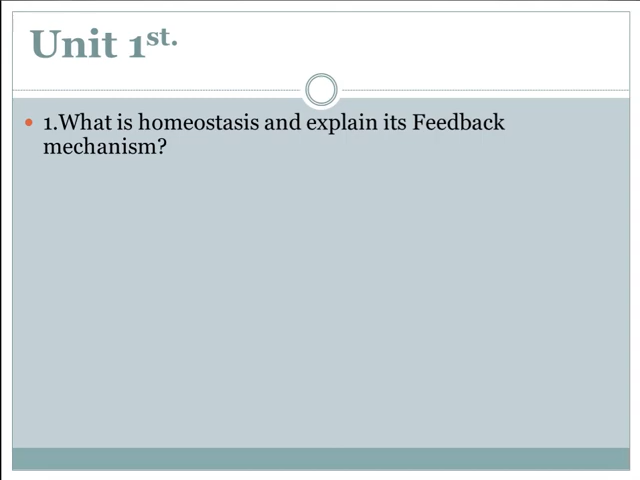 Unit 1st.
1.What is homeostasis and explain its Feedback
mechanism?